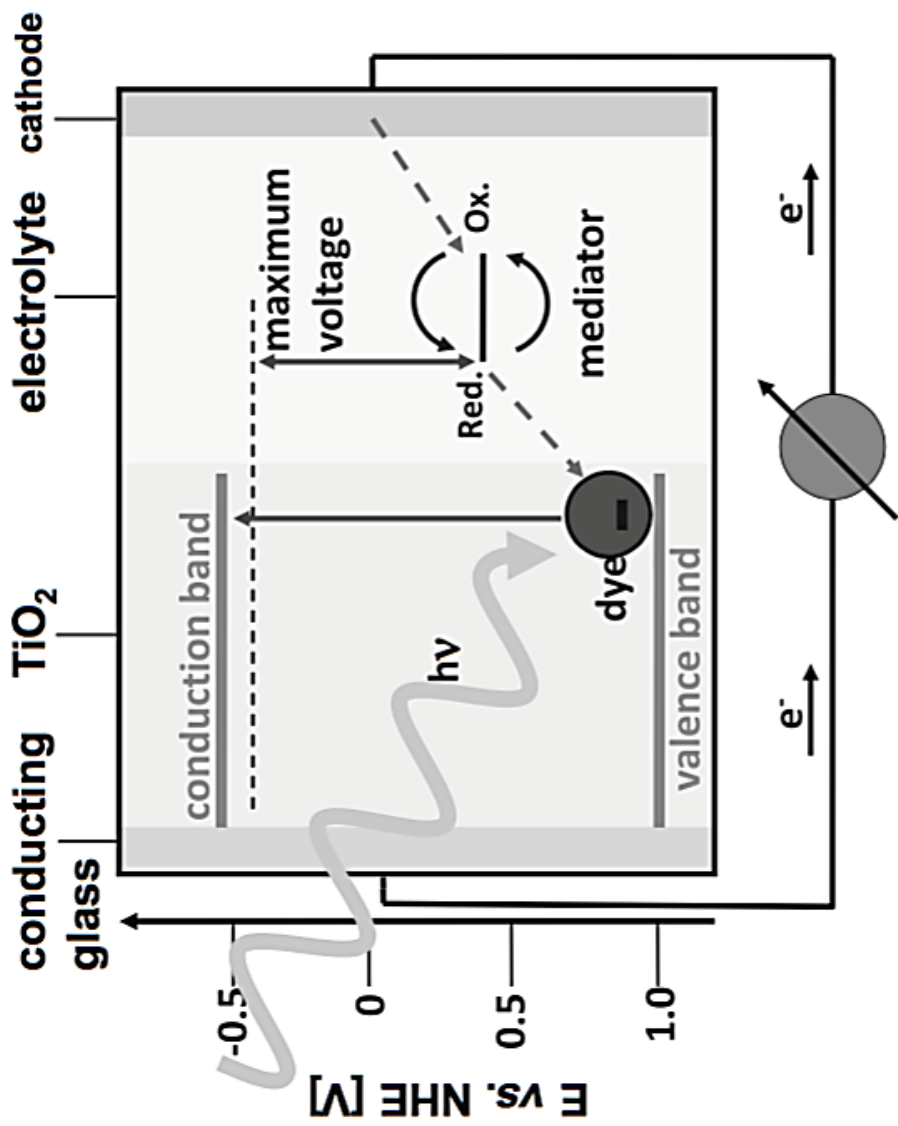 conducting
glass
TiO₂
electrolyte
cathode
E vs. NHE [V]
-0.5
0
0.5
1.0
conduction band
maximum
voltage
hν
Red.
Ox.
mediator
dye
valence band
e⁻
e⁻